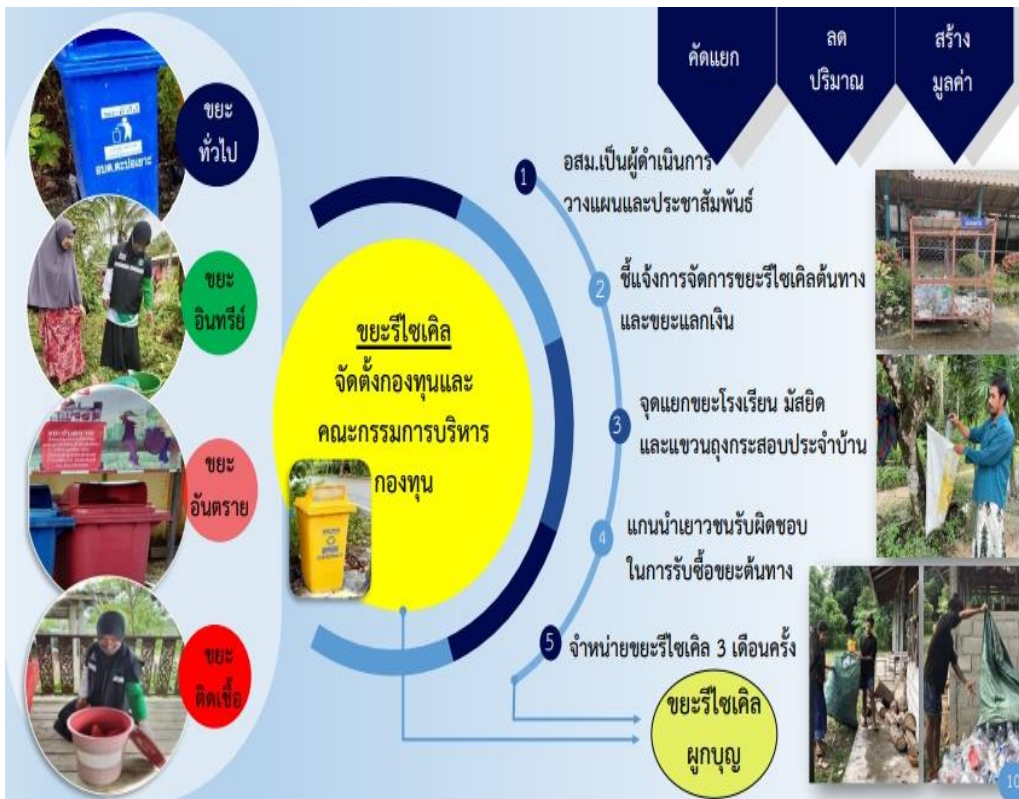 คัดแยก
ลด
ปริมาณ
สร้าง
มูลค่า
ขยะ
ทั่วไป
อบต.ตะปอเยาะ
ขยะ
อินทรีย์
ขยะ
อันตราย
ขยะ
ติดเชื้อ
ขยะรีไซเคิล
จัดตั้งกองทุนและ
คณะกรรมการบริหาร
กองทุน
1
อสม.เป็นผู้ดำเนินการ
วางแผนและประชาสัมพันธ์
2
ชี้แจ้งการจัดการขยะรีไซเคิลต้นทาง
และขยะแลกเงิน
3
จุดแยกขยะโรงเรียน มัสยิด
และแขวนถุงกระสอบประจำบ้าน
4
แกนนำเยาวชนรับผิดชอบ
ในการรับซื้อขยะต้นทาง
5
จำหน่ายขยะรีไซเคิล 3 เดือนครั้ง
ขยะรีไซเคิล
ผูกบุญ
10